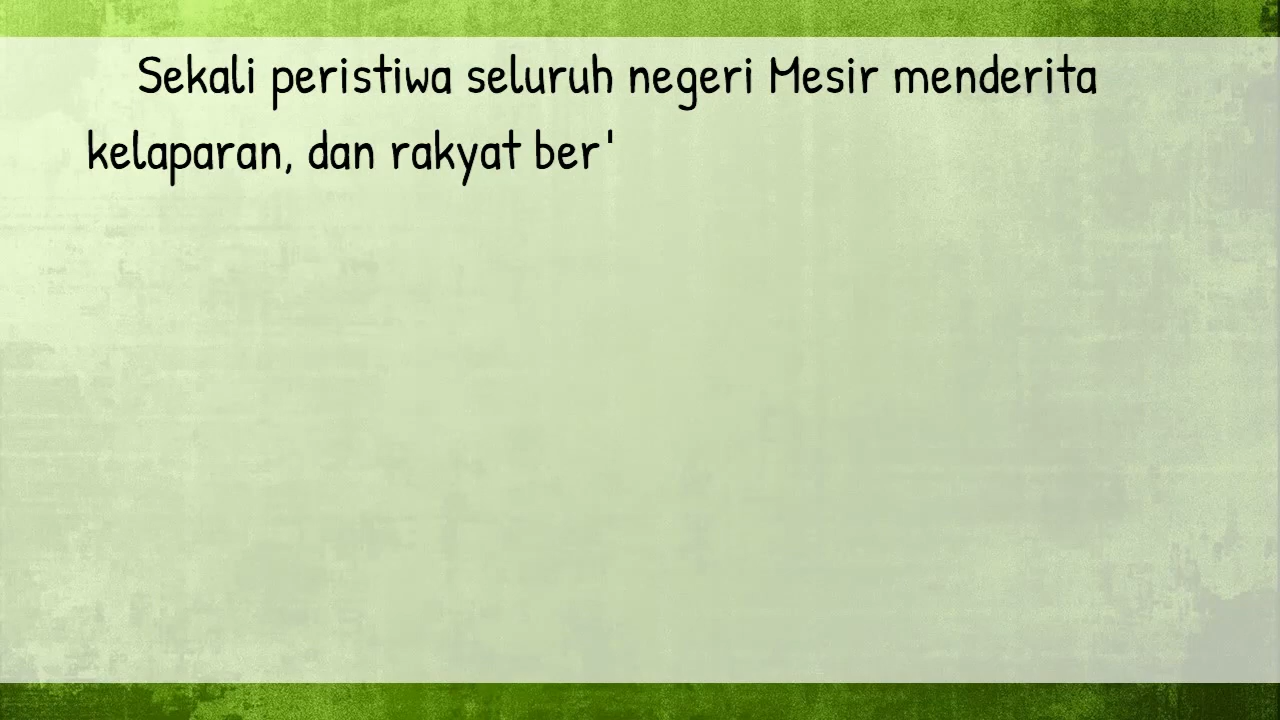 Sekali peristiwa seluruh negeri Mesir menderita
kelaparan, dan rakyat ber'